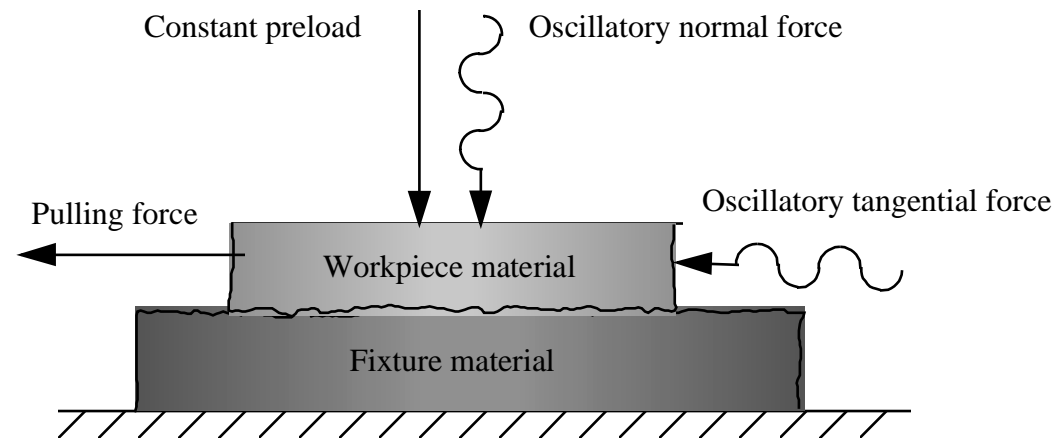 Constant preload
Oscillatory normal force
Pulling force
Oscillatory tangential force
Workpiece material
Fixture material